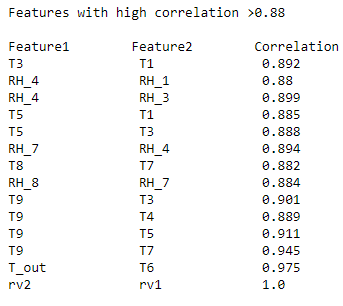 Features with high correlation >0.88
Feature1 Feature2 Correlation
T3 T1 0.892
RH_4 RH_1 0.88
RH_4 RH_3 0.899
T5 T1 0.885
T5 T3 0.888
RH_7 RH_4 0.894
T8 T7 0.882
RH_8 RH_7 0.884
T9 T3 0.901
T9 T4 0.889
T9 T5 0.911
T9 T7 0.945
T_out T6 0.975
rv2 rv1 1.0